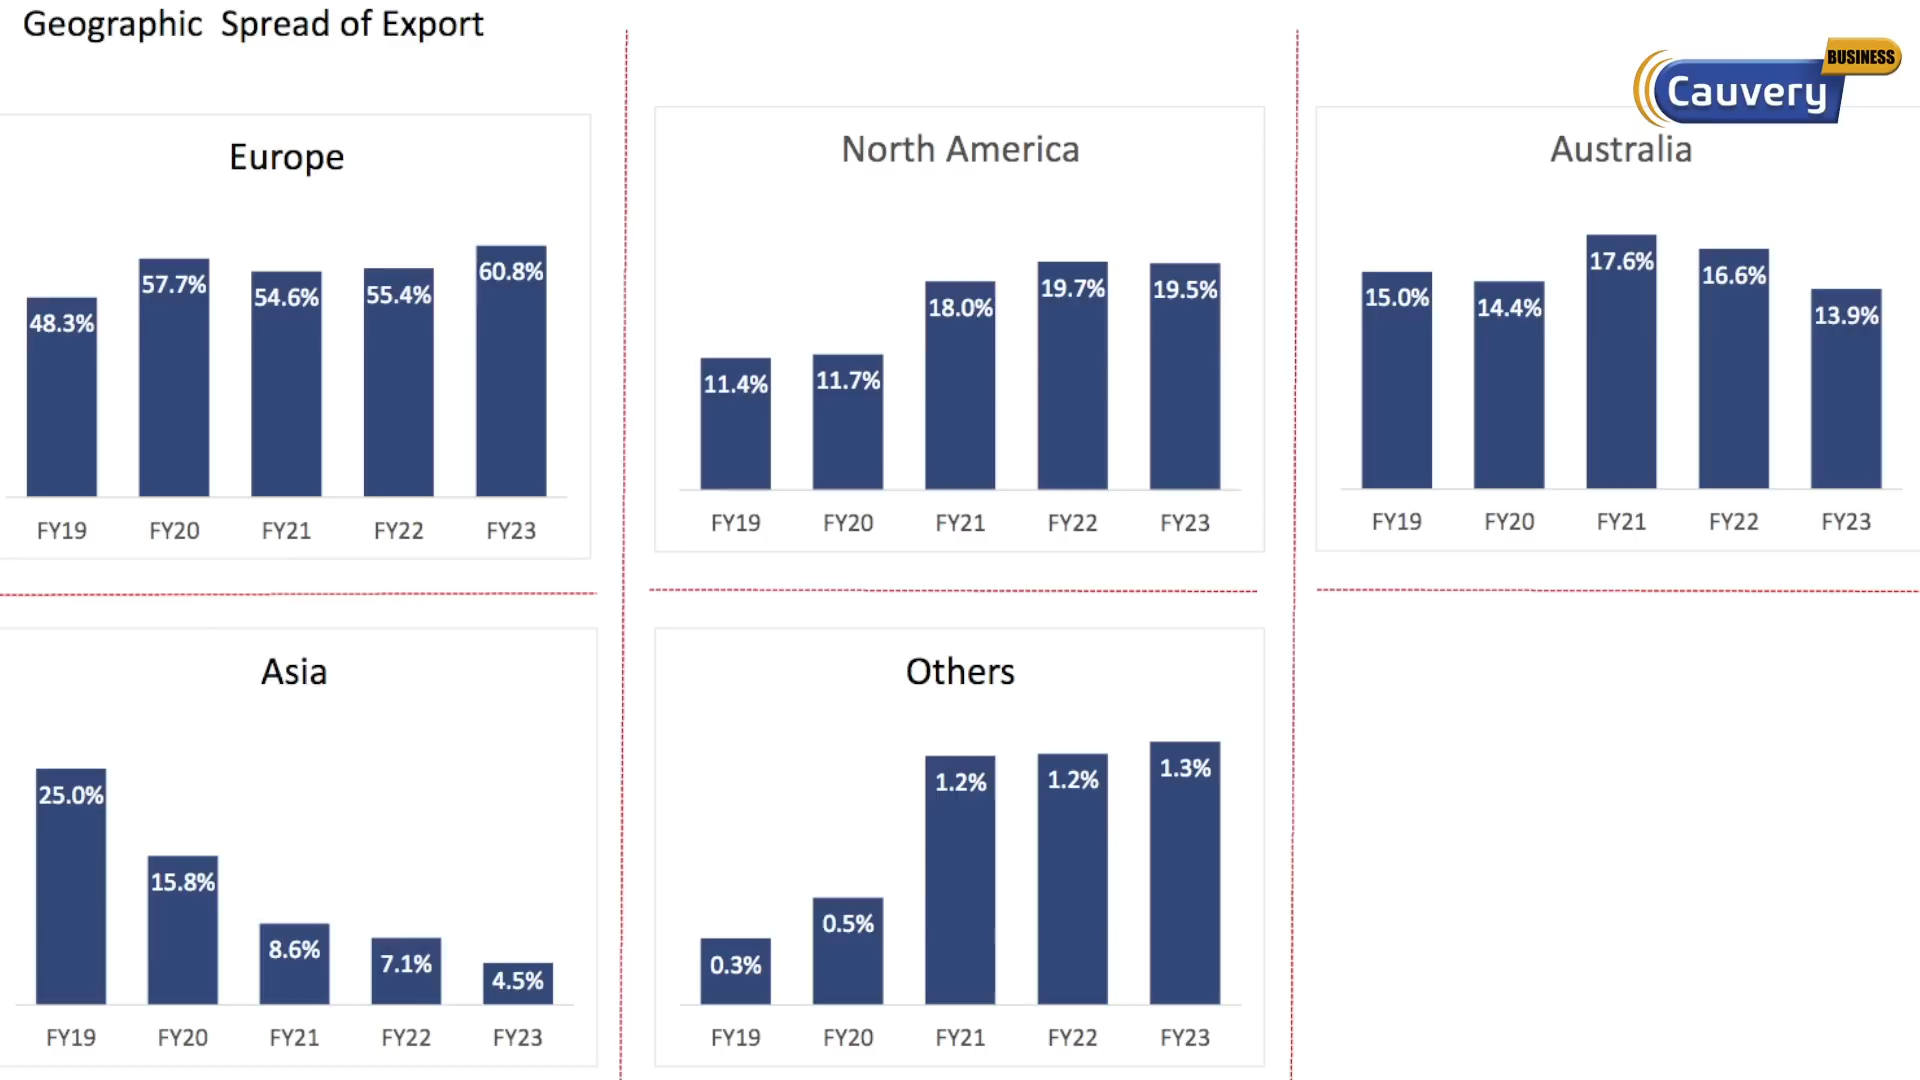 Geographic  Spread of Export
BUSINESS
Cauvery
Europe
48.3%
57.7%
54.6%
55.4%
60.8%
FY19
FY20
FY21
FY22
FY23
North America
11.4%
11.7%
18.0%
19.7%
19.5%
FY19
FY20
FY21
FY22
FY23
Australia
15.0%
14.4%
17.6%
16.6%
13.9%
FY19
FY20
FY21
FY22
FY23
Asia
25.0%
15.8%
8.6%
7.1%
4.5%
FY19
FY20
FY21
FY22
FY23
Others
0.3%
0.5%
1.2%
1.2%
1.3%
FY19
FY20
FY21
FY22
FY23